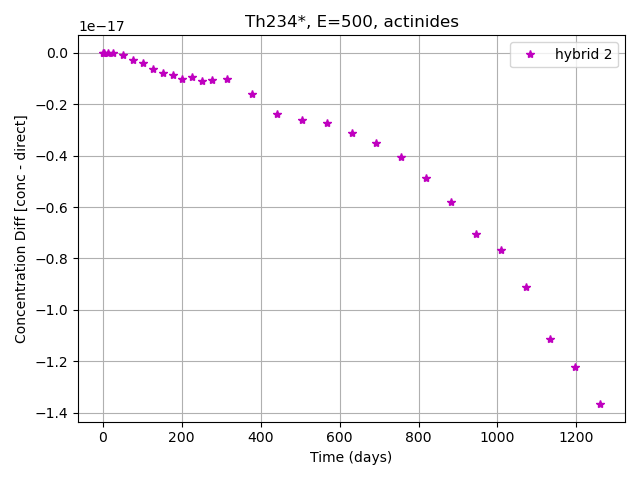 Th234*, E=500, actinides
1e−17
hybrid 2
0.0
−0.2
−0.4
−0.6
−0.8
−1.0
−1.2
−1.4
Concentration Diff [conc - direct]
0 200 400 600 800 1000 1200
Time (days)